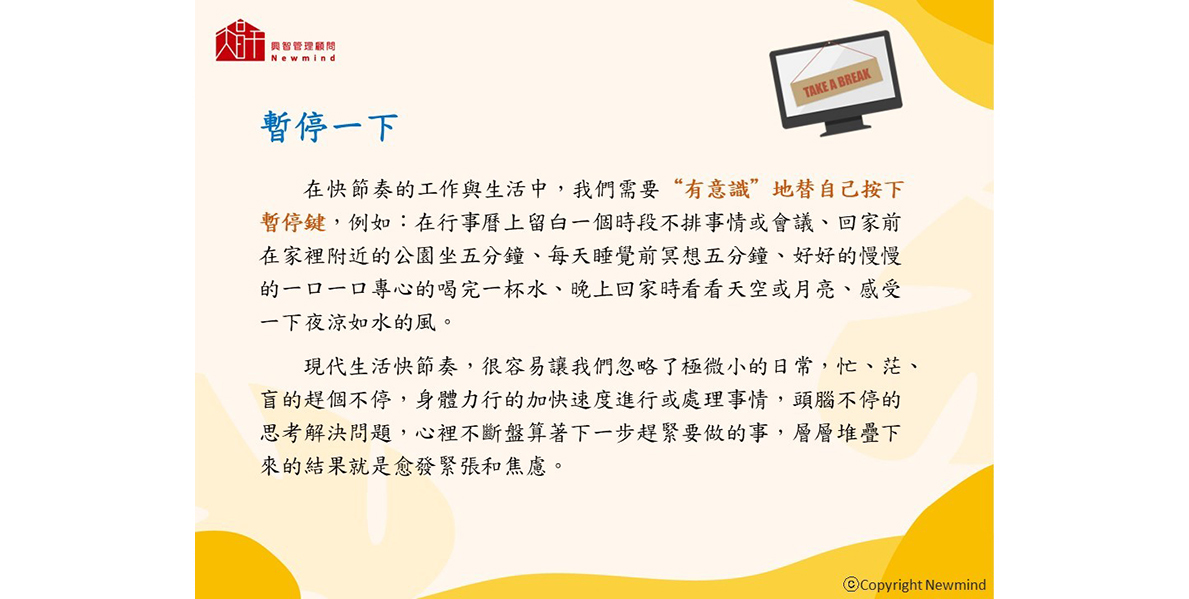 興智管理顧問
Newmind
TAKE A BREAK
暫停一下
在快節奏的工作與生活中，我們需要“有意識”地替自己按下
暫停鍵，例如：在行事曆上留白一個時段不排事情或會議、回家前
在家裡附近的公園坐五分鐘、每天睡覺前冥想五分鐘、好好的慢慢
的一口一口專心的喝完一杯水、晚上回家時看看天空或月亮、感受
一下夜涼如水的風。
現代生活快節奏，很容易讓我們忽略了極微小的日常，忙、茫、
盲的趕個不停，身體力行的加快速度進行或處理事情，頭腦不停的
思考解決問題，心裡不斷盤算著下一步趕緊要做的事，層層堆疊下
來的結果就是愈發緊張和焦慮。
©Copyright Newmind